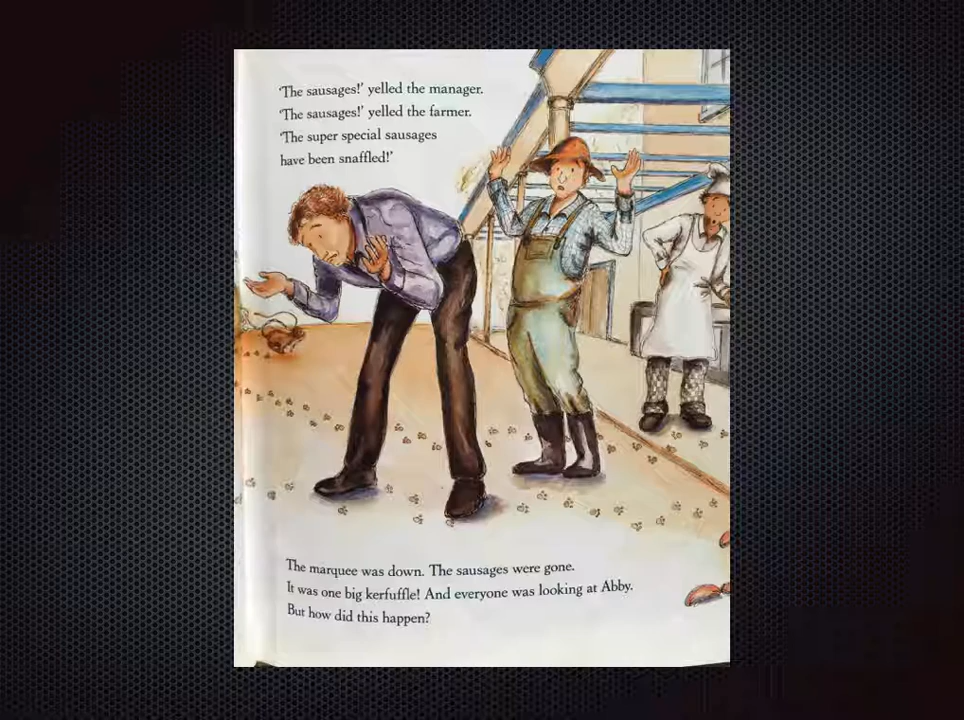 ‘The sausages!’ yelled the manager.
‘The sausages!’ yelled the farmer.
‘The super special sausages
have been snaffled!’
The marquee was down. The sausages were gone.
It was one big kerfuffle! And everyone was looking at Abby.
But how did this happen?